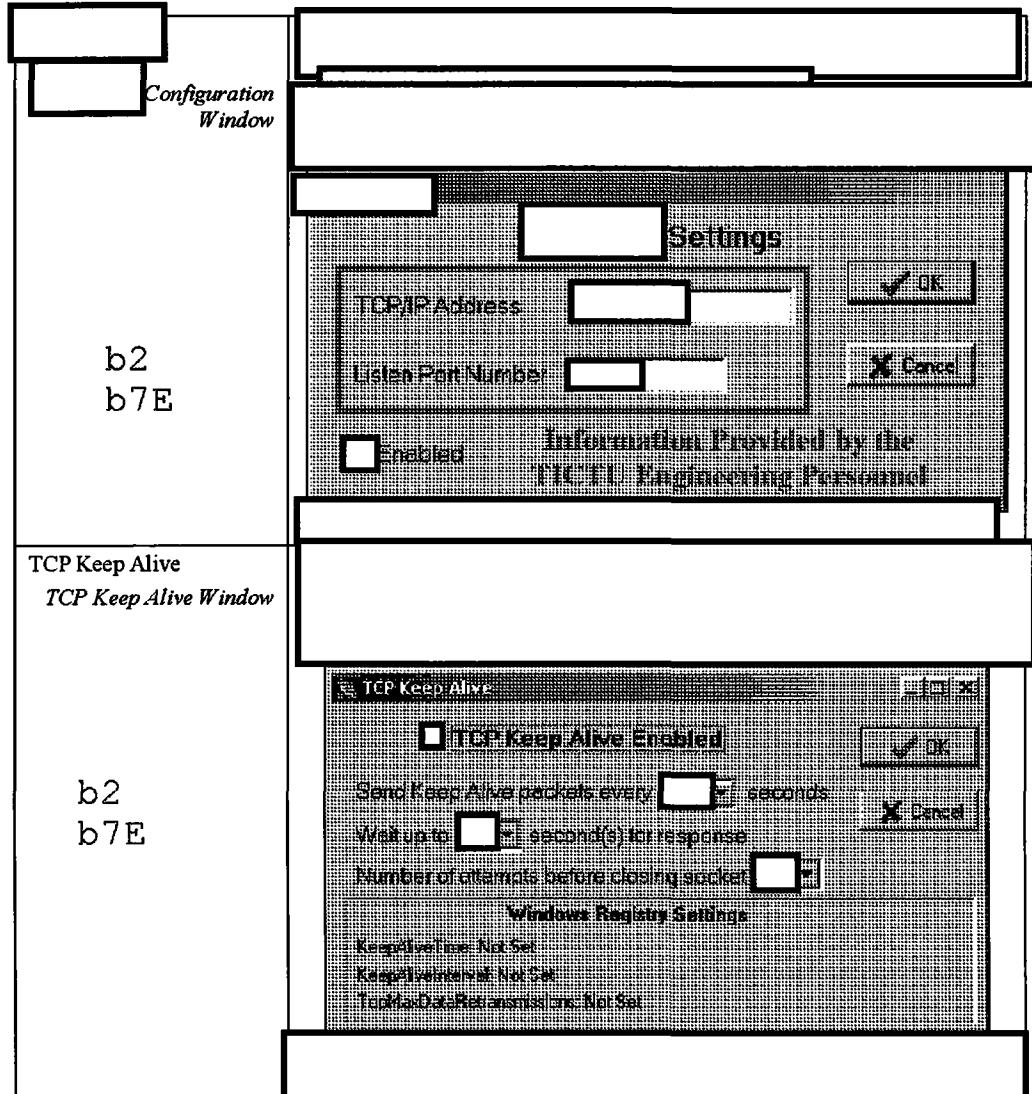 Configuration
Window
Settings
TCP/IP Address
OK
Listen Port Number
Cancel
b2
b7E
Enabled
Information Provided by the
TICTU Engineering Personnel
TCP Keep Alive
TCP Keep Alive Window
TCP Keep Alive
TCP Keep Alive Enabled
OK
Send Keep Alive packets every seconds
Cancel
b2
b7E
Wait up to second(s) for response
Number of attempts before closing socket
Windows Registry Settings
KeepAliveTime: Not Set
KeepAliveInterval: Not Set
TcpMaxDataRetransmissions: Not Set